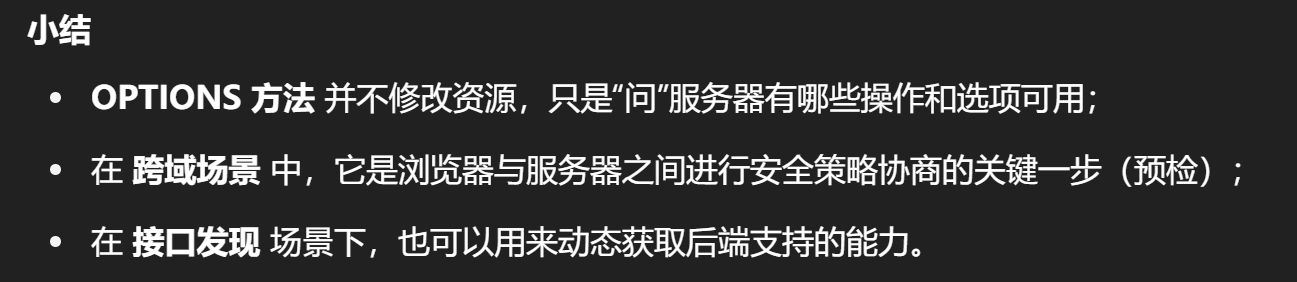 小结
• OPTIONS 方法 并不修改资源，只是“问”服务器有哪些操作和选项可用；
• 在 跨域场景 中，它是浏览器与服务器之间进行安全策略协商的关键一步（预检）；
• 在 接口发现 场景下，也可以用来动态获取后端支持的能力。